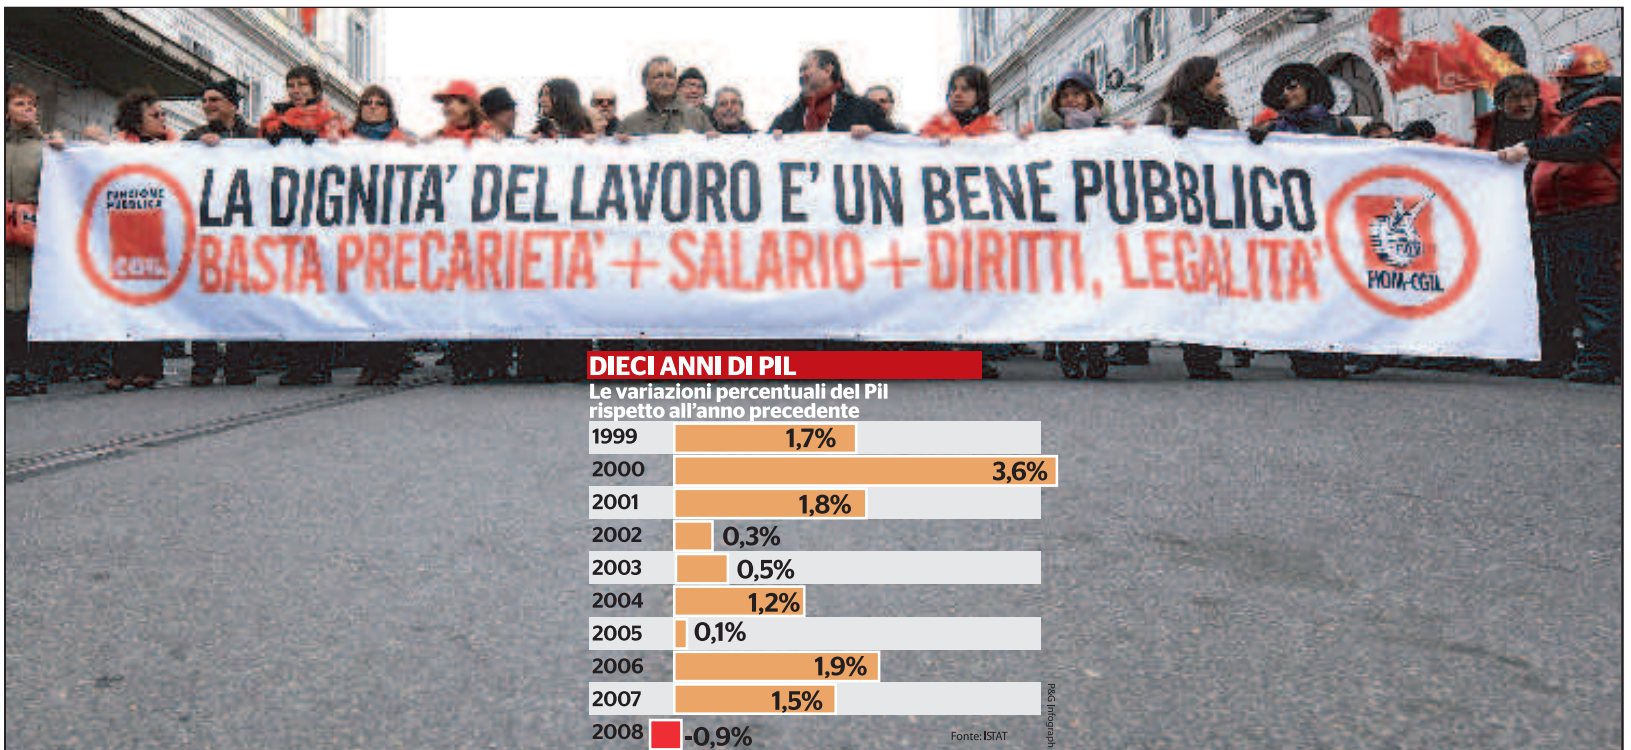 FUNZIONE
PUBBLICA
CGIL
LA DIGNITA' DEL LAVORO E' UN BENE PUBBLICO
BASTA PRECARIETA' + SALARIO + DIRITTI, LEGALITA'
FIOM-CGIL
DIECI ANNI DI PIL
Le variazioni percentuali del Pil
rispetto all'anno precedente
1999 1,7%
2000 3,6%
2001 1,8%
2002 0,3%
2003 0,5%
2004 1,2%
2005 0,1%
2006 1,9%
2007 1,5%
2008 -0,9%
Fonte: ISTAT
P&G Infograph